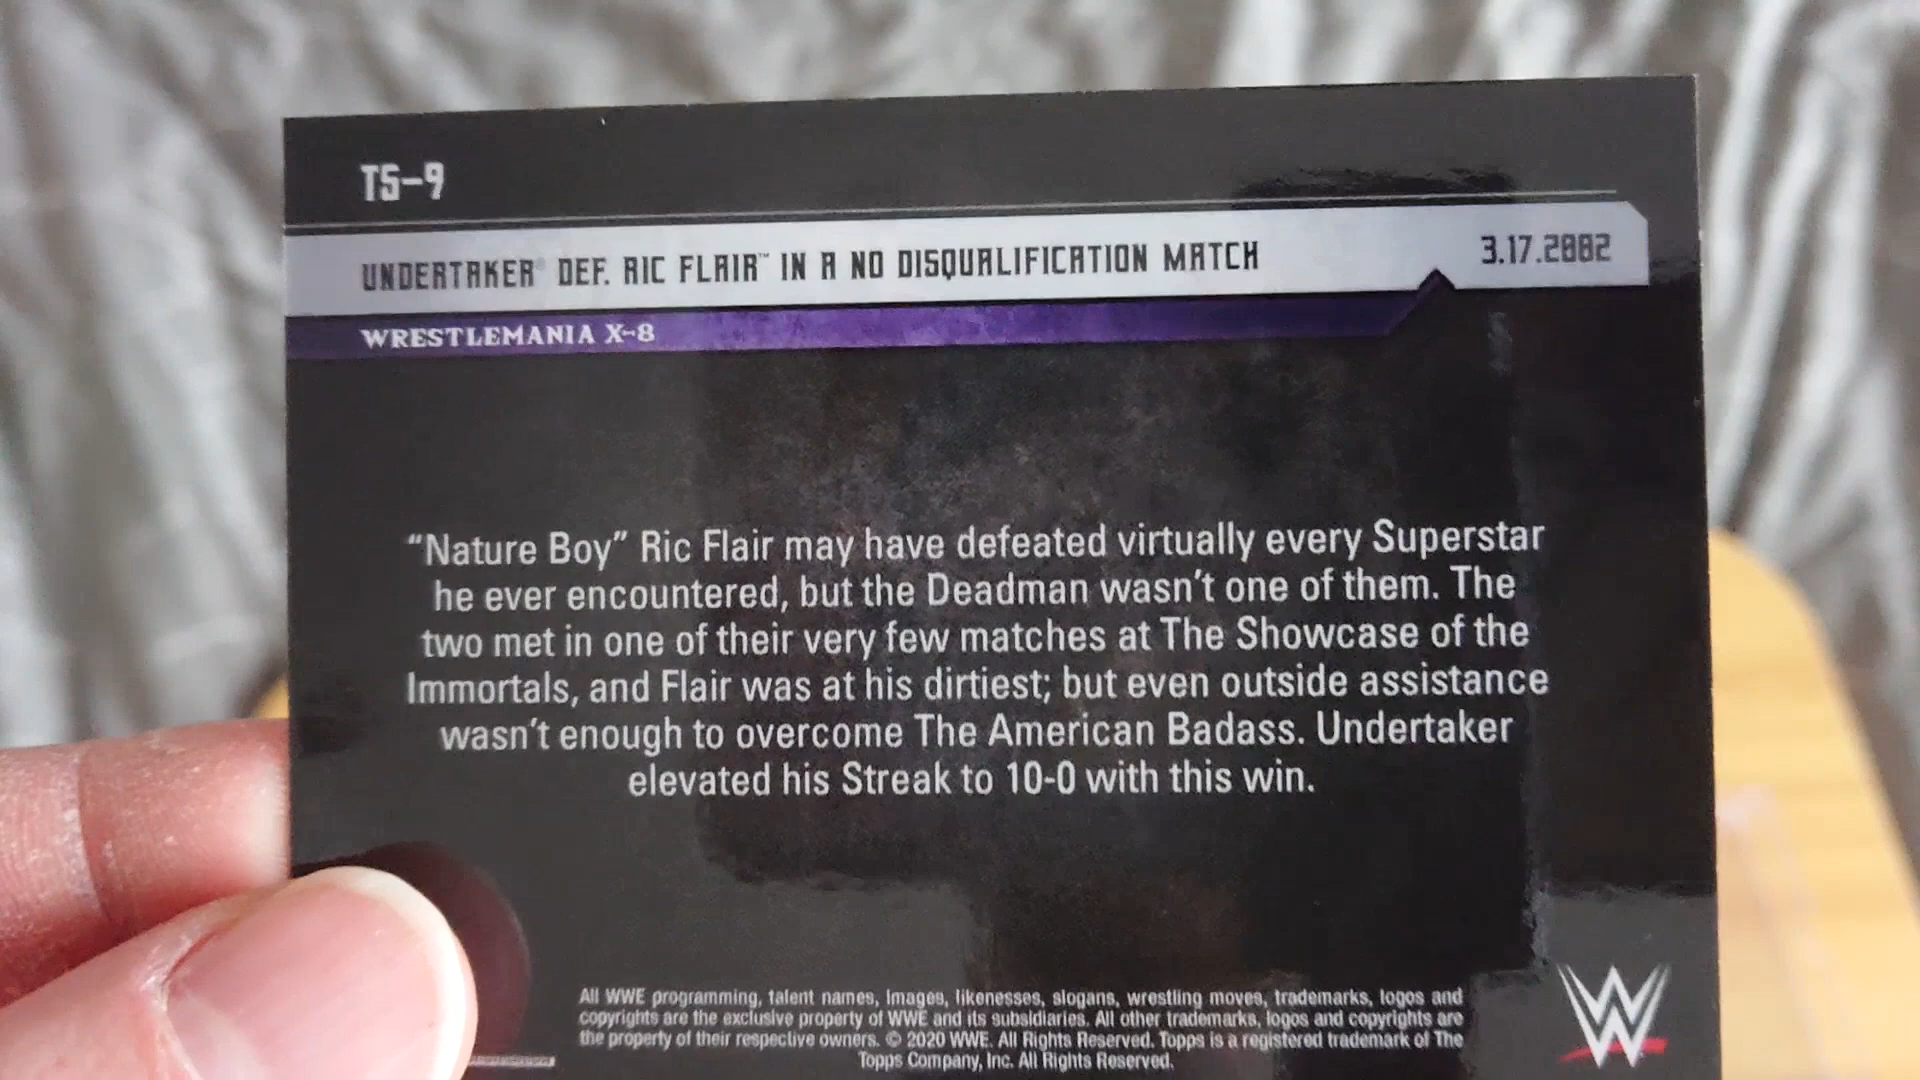 T5-9
UNDERTAKER® DEF. RIC FLAIR™ IN A NO DISQUALIFICATION MATCH
3.17.2002
WRESTLEMANIA X-8
“Nature Boy” Ric Flair may have defeated virtually every Superstar
he ever encountered, but the Deadman wasn’t one of them. The
two met in one of their very few matches at The Showcase of the
Immortals, and Flair was at his dirtiest; but even outside assistance
wasn’t enough to overcome The American Badass. Undertaker
elevated his Streak to 10-0 with this win.
All WWE programming, talent names, images, likenesses, slogans, wrestling moves, trademarks, logos and
copyrights are the exclusive property of WWE and its subsidiaries. All other trademarks, logos and copyrights are
the property of their respective owners. © 2020 WWE. All Rights Reserved. Topps is a registered trademark of The
Topps Company, Inc. All Rights Reserved.
W